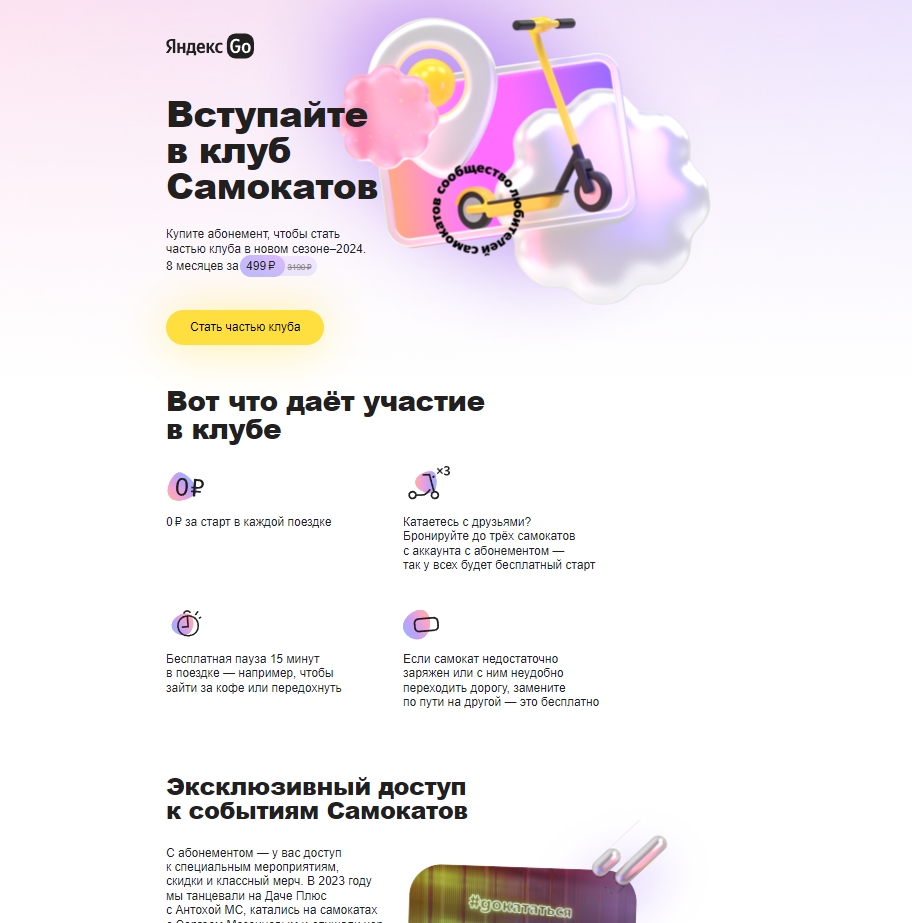 Яндекс Go
Вступайте
в клуб
Самокатов
сообщество любителей самокатов
Купите абонемент, чтобы стать
частью клуба в новом сезоне–2024.
8 месяцев за 499 ₽ 3190 ₽
Стать частью клуба
Вот что даёт участие
в клубе
0 ₽
×3
0 ₽ за старт в каждой поездке
Катаетесь с друзьями?
Бронируйте до трёх самокатов
с аккаунта с абонементом —
так у всех будет бесплатный старт
Бесплатная пауза 15 минут
в поездке — например, чтобы
зайти за кофе или передохнуть
Если самокат недостаточно
заряжен или с ним неудобно
переходить дорогу, замените
по пути на другой — это бесплатно
Эксклюзивный доступ
к событиям Самокатов
С абонементом — у вас доступ
к специальным мероприятиям,
скидки и классный мерч. В 2023 году
мы танцевали на Даче Плюс
с Антохой МС, катались на самокатах
#докататься